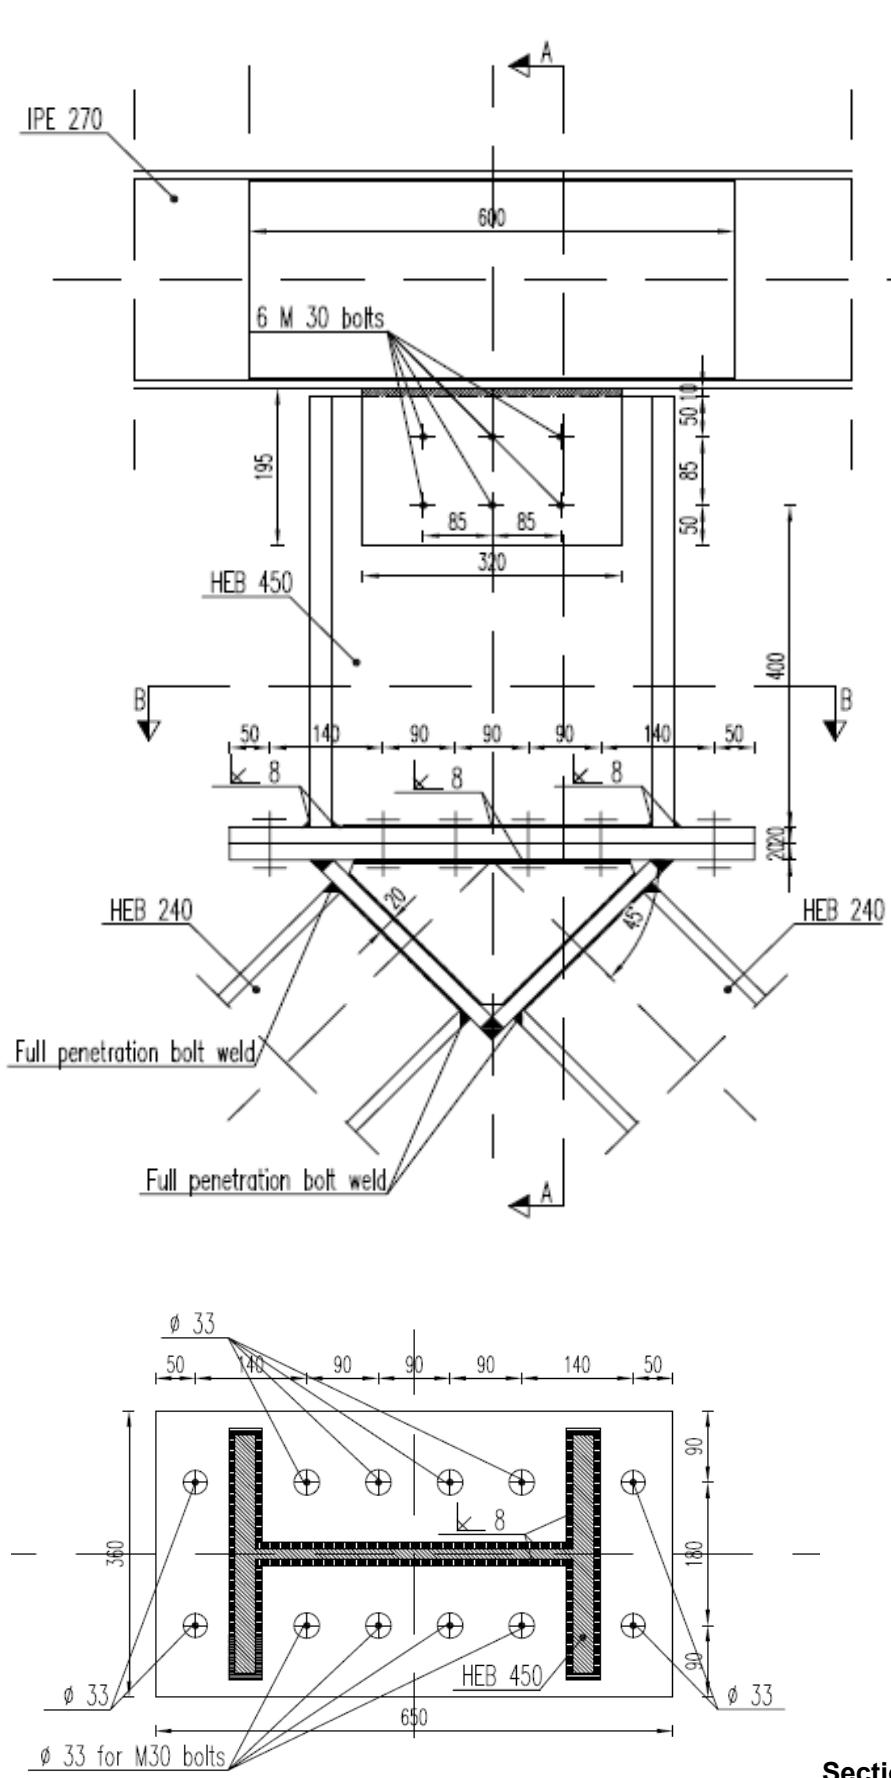 A
IPE 270
600
6 M 30 bolts
10
50
195
85
85 85
50
320
HEB 450
400
B B
50 140 90 90 90 140 50
8 8 8
20
20
HEB 240 20 45° HEB 240
Full penetration bolt weld
Full penetration bolt weld
A
ϕ 33
50 140 90 90 90 140 50
90
8
360 180
HEB 450 90
ϕ 33 ϕ 33
650
ϕ 33 for M30 bolts